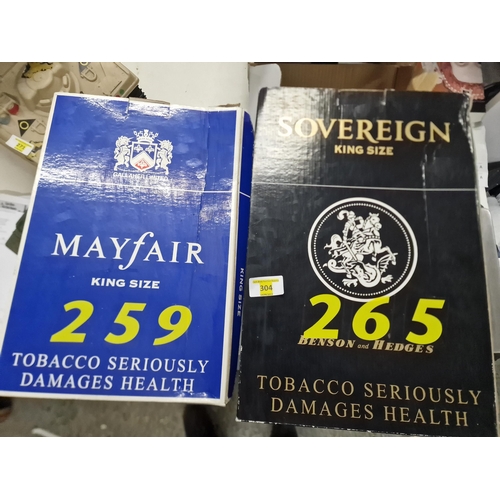 MAYfAIR
KING SIZE
259
TOBACCO SERIOUSLY
DAMAGES HEALTH
KING SIZE
SOVEREIGN
KING SIZE
304
265
BENSON and HEDGES
TOBACCO SERIOUSLY
DAMAGES HEALTH